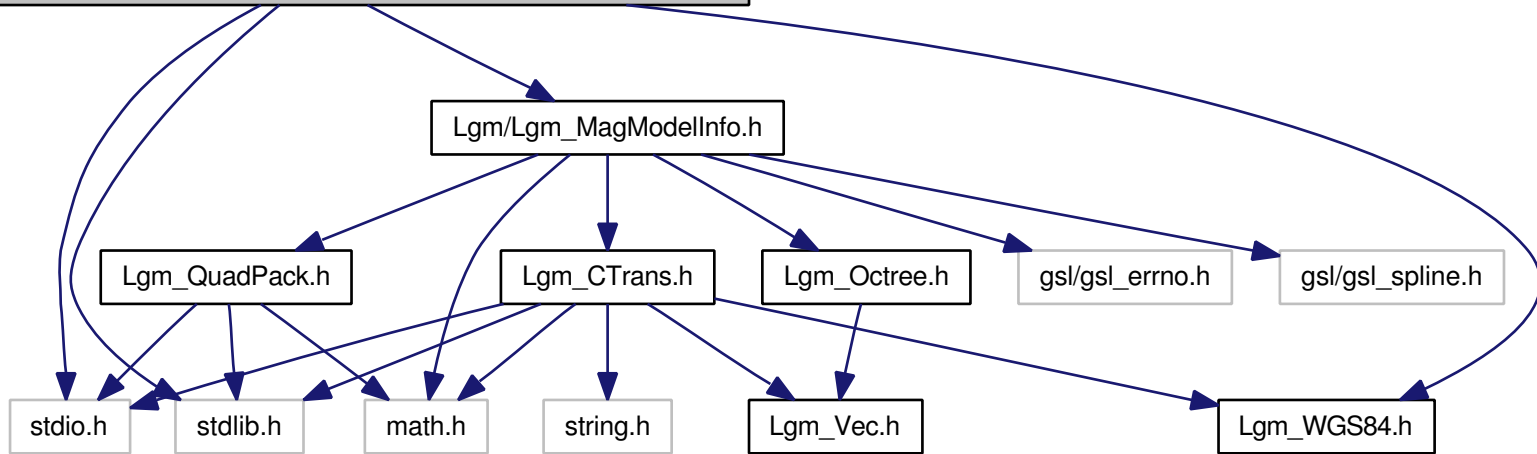 Lgm/Lgm_MagModelInfo.h
Lgm_QuadPack.h
Lgm_CTrans.h
Lgm_Octree.h
gsl/gsl_errno.h
gsl/gsl_spline.h
stdio.h
stdlib.h
math.h
string.h
Lgm_Vec.h
Lgm_WGS84.h